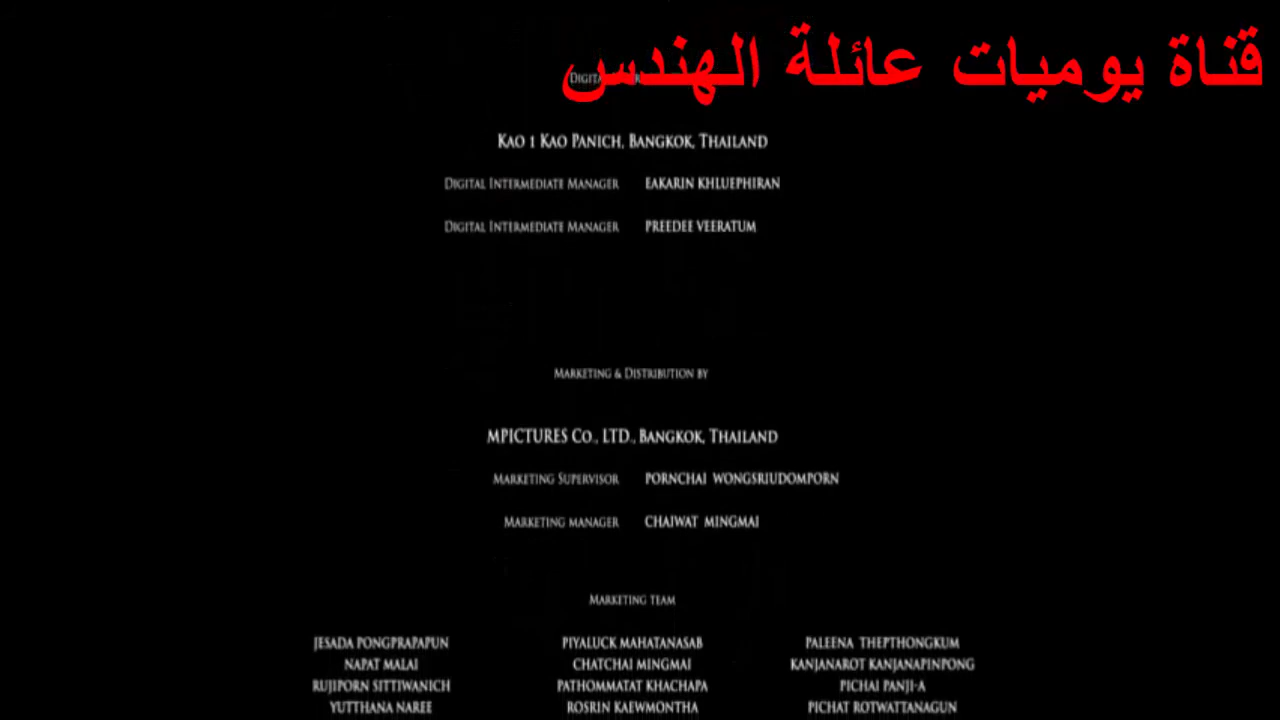 قناة يوميات عائلة الهندس
KAO 1 KAO PANICH, BANGKOK, THAILAND
DIGITAL INTERMEDIATE MANAGER EAKARIN KHLUEPHIRAN
DIGITAL INTERMEDIATE MANAGER PREEDEE VEERATUM
MARKETING & DISTRIBUTION BY
MPICTURES CO., LTD., BANGKOK, THAILAND
MARKETING SUPERVISOR PORNCHAI WONGSRIUDOMPORN
MARKETING MANAGER CHAIWAT MINGMAI
MARKETING TEAM
JESADA PONGPRAPAPUN PIYALUCK MAHATANASAB PALEENA THEPTHONGKUM
NAPAT MALAI CHATCHAI MINGMAI KANJANAROT KANJANAPINPONG
RUJIPORN SITTIWANICH PATHOMMATAT KHACHAPA PICHAI PANJI-A
YUTTHANA NAREE ROSRIN KAEWMONTHA PICHAT ROTWATTANAGUN